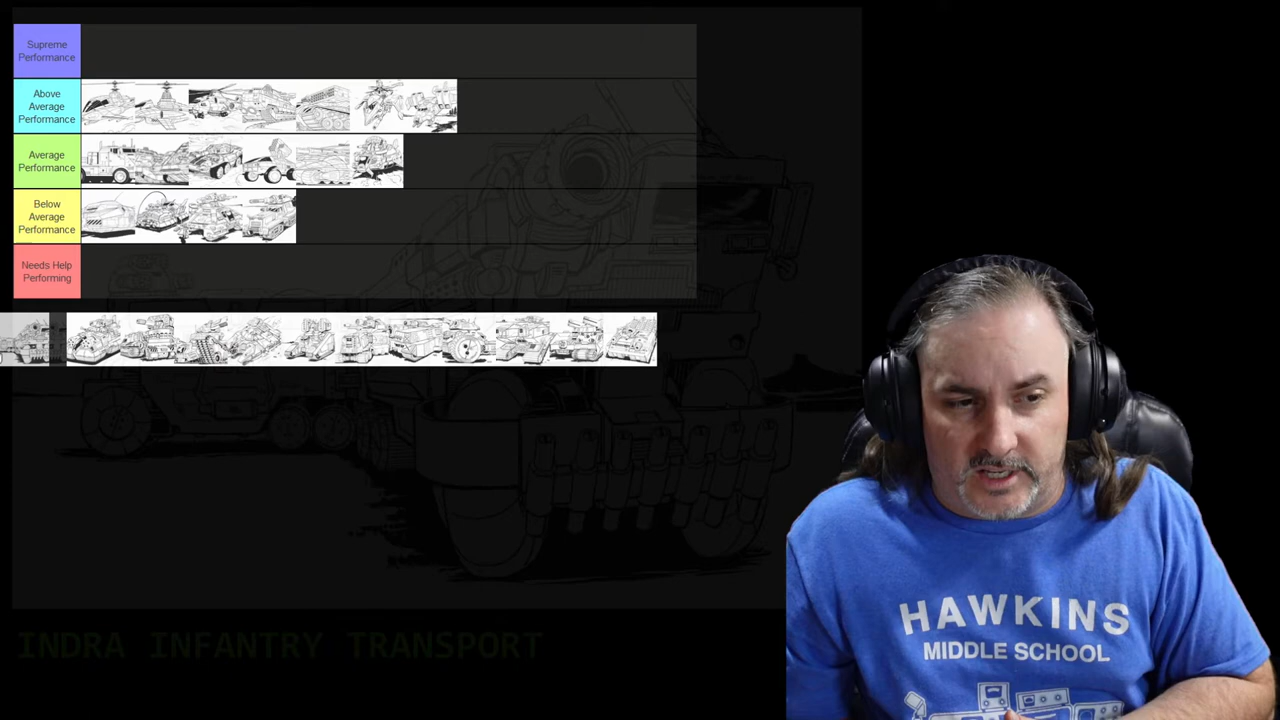 Supreme
Performance
Above
Average
Performance
Average
Performance
Below
Average
Performance
Needs Help
Performing
INDRA INFANTRY TRANSPORT
HAWKINS
MIDDLE SCHOOL